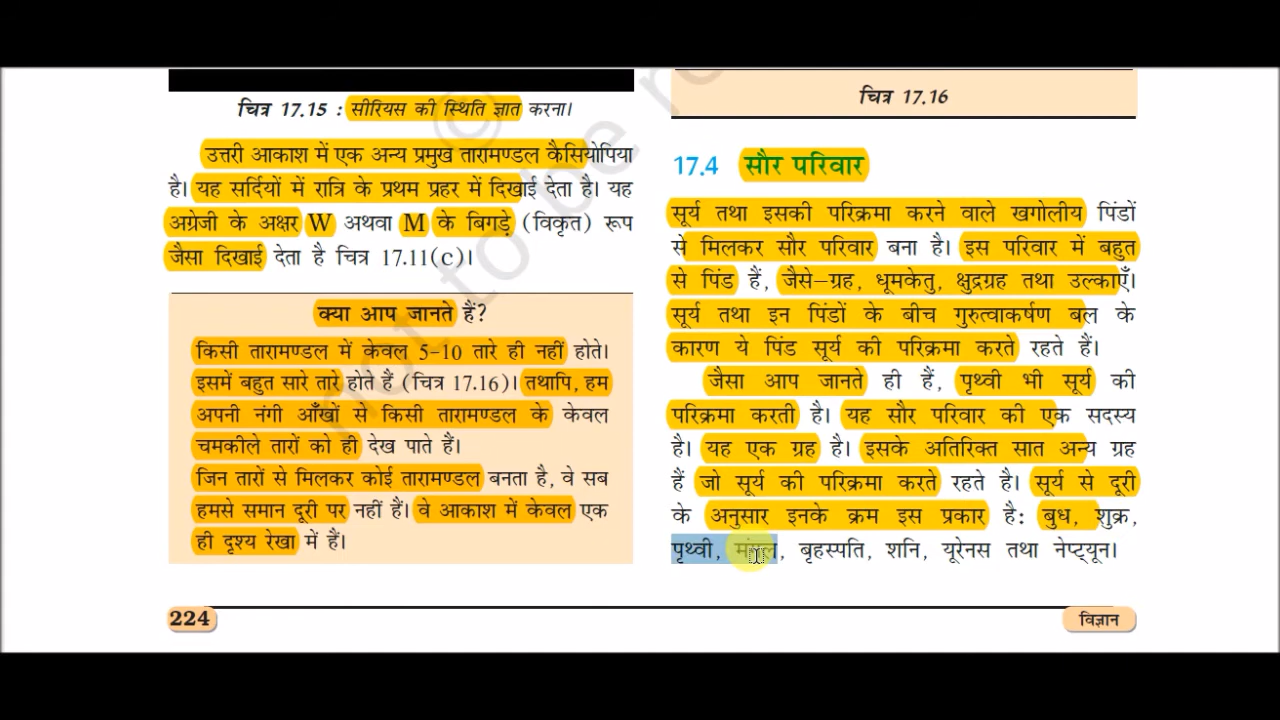 चित्र 17.15 : सीरियस की स्थिति ज्ञात करना।
उत्तरी आकाश में एक अन्य प्रमुख तारामण्डल कैसियोपिया
है। यह सर्दियों में रात्रि के प्रथम प्रहर में दिखाई देता है। यह
अग्रेजी के अक्षर W अथवा M के बिगड़े (विकृत) रूप
जैसा दिखाई देता है चित्र 17.11(c)।
क्या आप जानते हैं?
किसी तारामण्डल में केवल 5-10 तारे ही नहीं होते।
इसमें बहुत सारे तारे होते हैं (चित्र 17.16)। तथापि, हम
अपनी नंगी आँखों से किसी तारामण्डल के केवल
चमकीले तारों को ही देख पाते हैं।
जिन तारों से मिलकर कोई तारामण्डल बनता है, वे सब
हमसे समान दूरी पर नहीं हैं। वे आकाश में केवल एक
ही दृश्य रेखा में हैं।
224
चित्र 17.16
17.4 सौर परिवार
सूर्य तथा इसकी परिक्रमा करने वाले खगोलीय पिंडों
से मिलकर सौर परिवार बना है। इस परिवार में बहुत
से पिंड हैं, जैसे–ग्रह, धूमकेतु, क्षुद्रग्रह तथा उल्काएँ।
सूर्य तथा इन पिंडों के बीच गुरुत्वाकर्षण बल के
कारण ये पिंड सूर्य की परिक्रमा करते रहते हैं।
जैसा आप जानते ही हैं, पृथ्वी भी सूर्य की
परिक्रमा करती है। यह सौर परिवार की एक सदस्य
है। यह एक ग्रह है। इसके अतिरिक्त सात अन्य ग्रह
हैं जो सूर्य की परिक्रमा करते रहते है। सूर्य से दूरी
के अनुसार इनके क्रम इस प्रकार है: बुध, शुक्र,
पृथ्वी, मंगल, बृहस्पति, शनि, यूरेनस तथा नेप्ट्यून।
विज्ञान
© not to be re